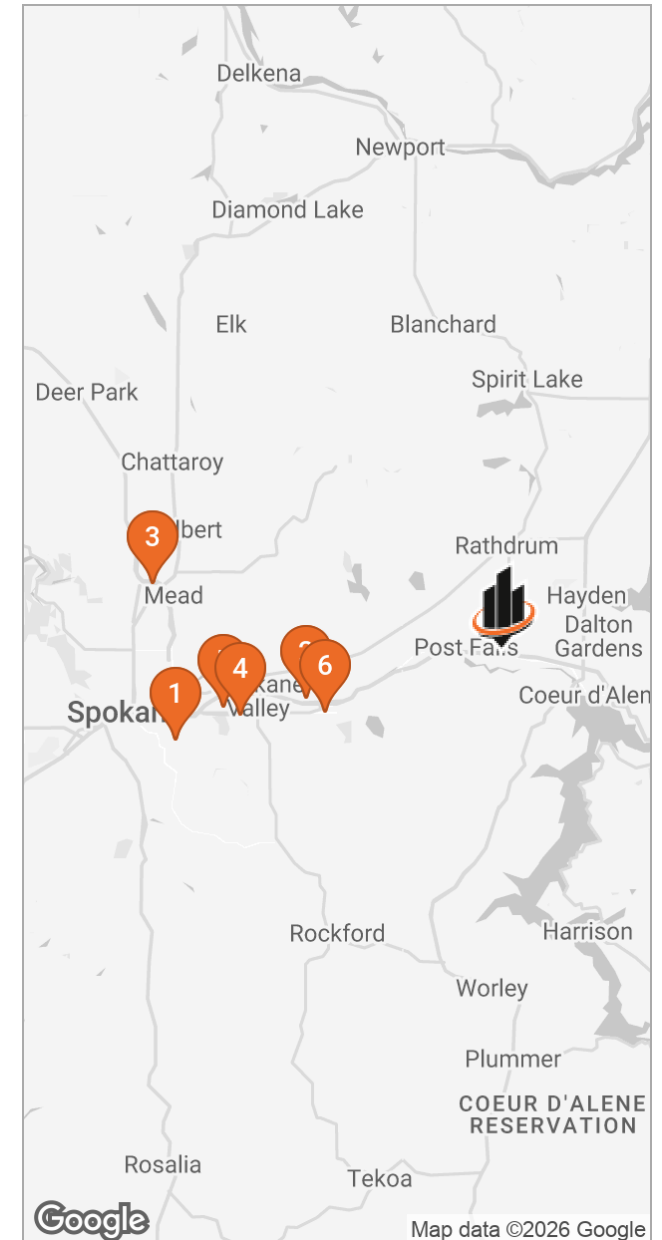 Delkena
Newport
Diamond Lake
Elk
Blanchard
Spirit Lake
Deer Park
Chattaroy
3
lbert
Rathdrum
Mead
Hayden
Dalton
Gardens
Post Falls
4
6
kane
Valley
1
Spokan
Coeur d'Alen
Rockford
Harrison
Worley
Plummer
COEUR D'ALENE
RESERVATION
Rosalia
Tekoa
Google
Map data ©2026 Google